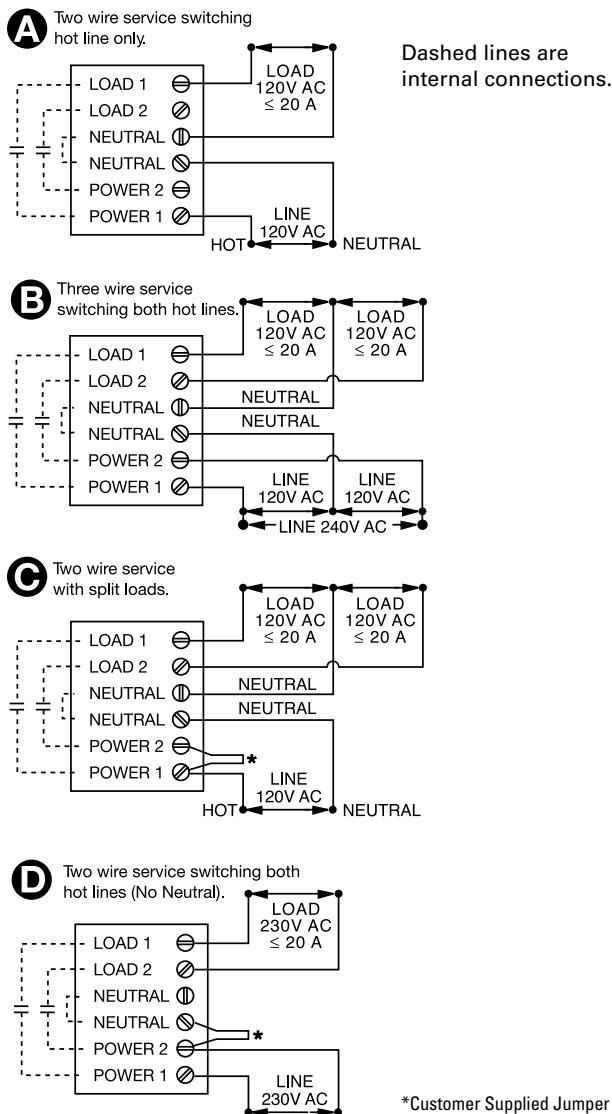 A Two wire service switching
hot line only.
Dashed lines are
internal connections.
LOAD 1
LOAD 2
NEUTRAL
NEUTRAL
POWER 2
POWER 1
LOAD
120V AC
≤ 20 A
LINE
120V AC
HOT
NEUTRAL
B Three wire service
switching both hot lines.
LOAD 1
LOAD 2
NEUTRAL
NEUTRAL
POWER 2
POWER 1
LOAD
120V AC
≤ 20 A
LOAD
120V AC
≤ 20 A
NEUTRAL
NEUTRAL
LINE
120V AC
LINE
120V AC
LINE 240V AC
C Two wire service
with split loads.
LOAD 1
LOAD 2
NEUTRAL
NEUTRAL
POWER 2
POWER 1
LOAD
120V AC
≤ 20 A
LOAD
120V AC
≤ 20 A
NEUTRAL
NEUTRAL
*
LINE
120V AC
HOT
NEUTRAL
D Two wire service switching both
hot lines (No Neutral).
LOAD 1
LOAD 2
NEUTRAL
NEUTRAL
POWER 2
POWER 1
LOAD
230V AC
≤ 20 A
*
LINE
230V AC
*Customer Supplied Jumper